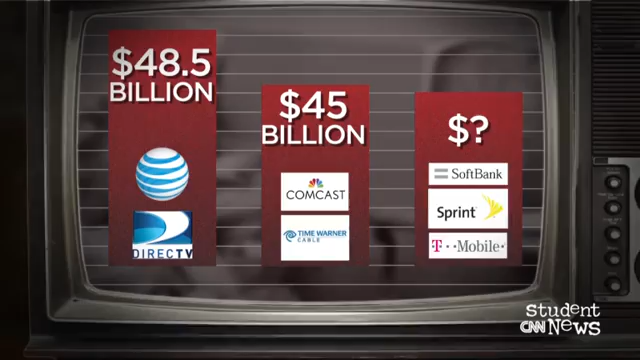 $48.5
BILLION
DIRECTV
$45
BILLION
COMCAST
TIME WARNER
CABLE
$?
SoftBank
Sprint
T··Mobile·
student
CNN NEWS